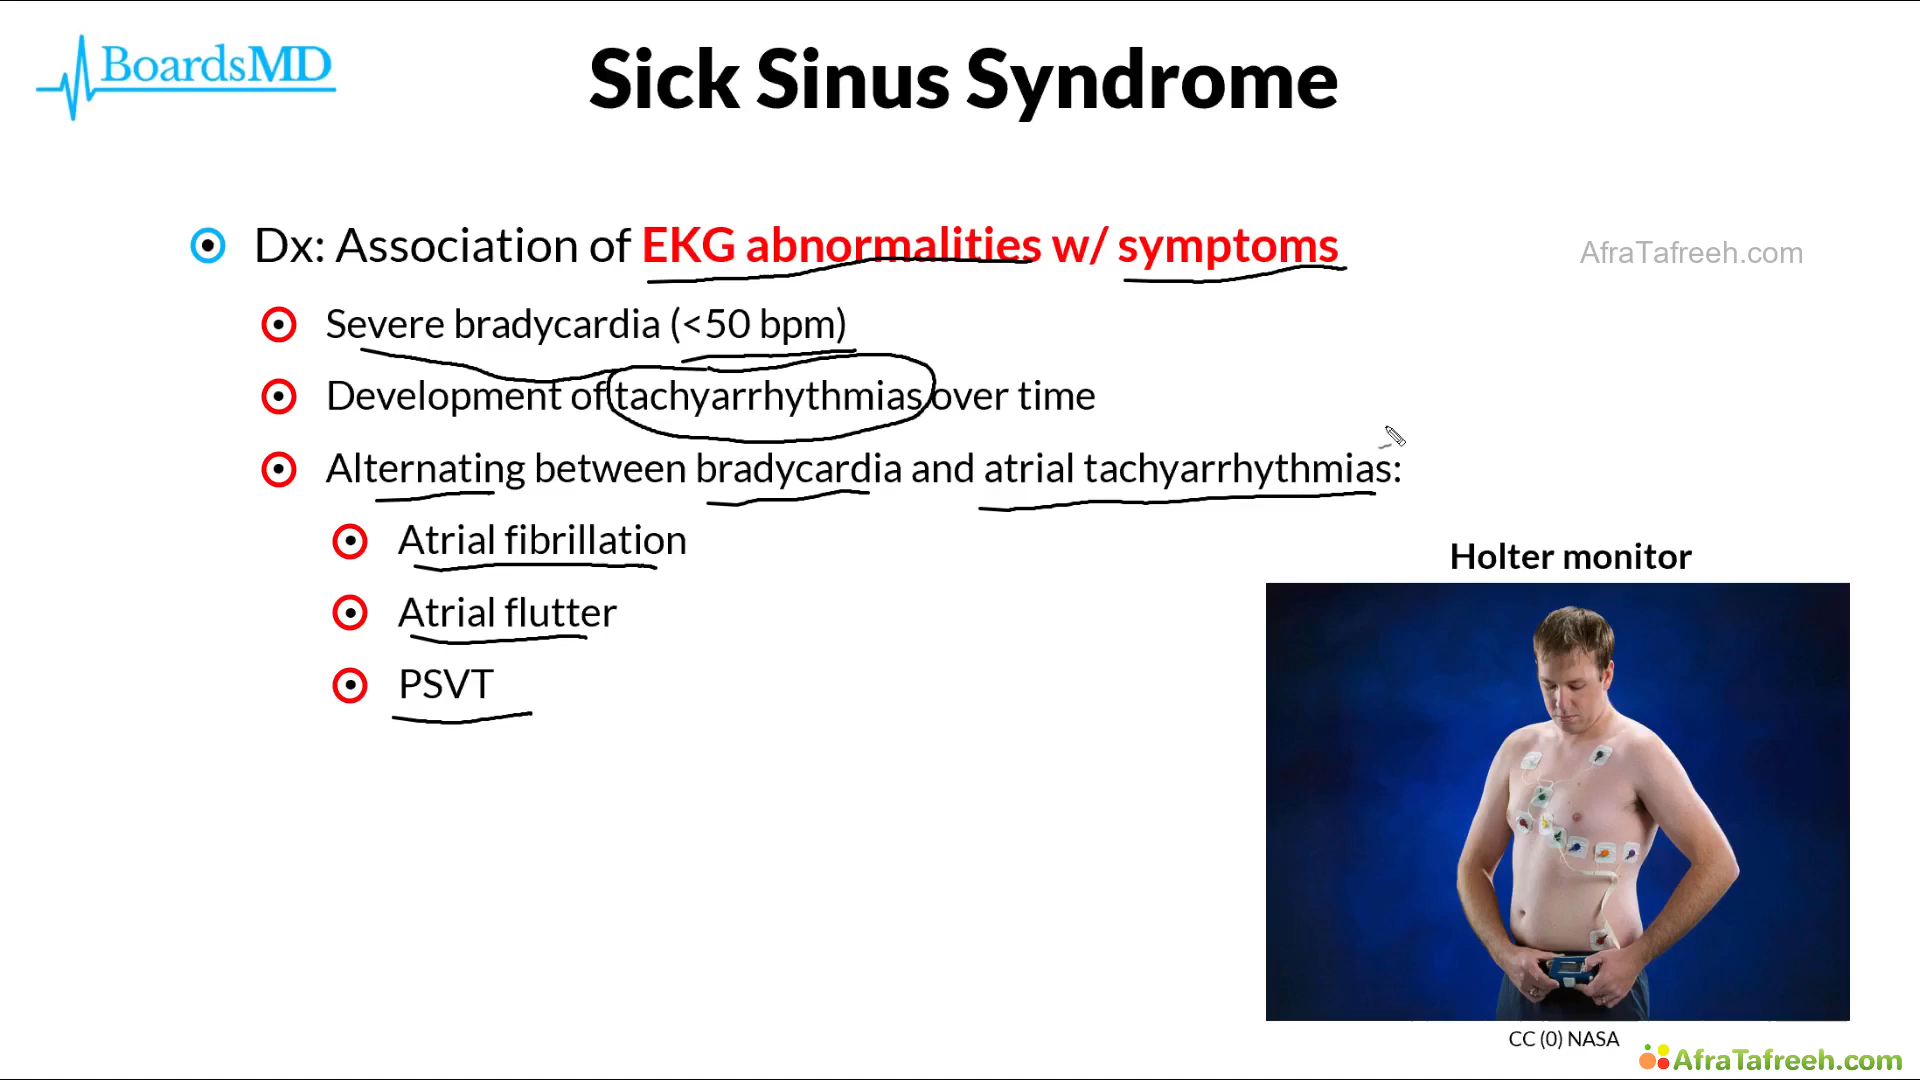 BoardsMD
Sick Sinus Syndrome
Dx: Association of EKG abnormalities w/ symptoms
AfraTafreeh.com
Severe bradycardia (<50 bpm)
Development of tachyarrhythmias over time
Alternating between bradycardia and atrial tachyarrhythmias:
Atrial fibrillation
Atrial flutter
PSVT
Holter monitor
CC (0) NASA
AfraTafreeh.com